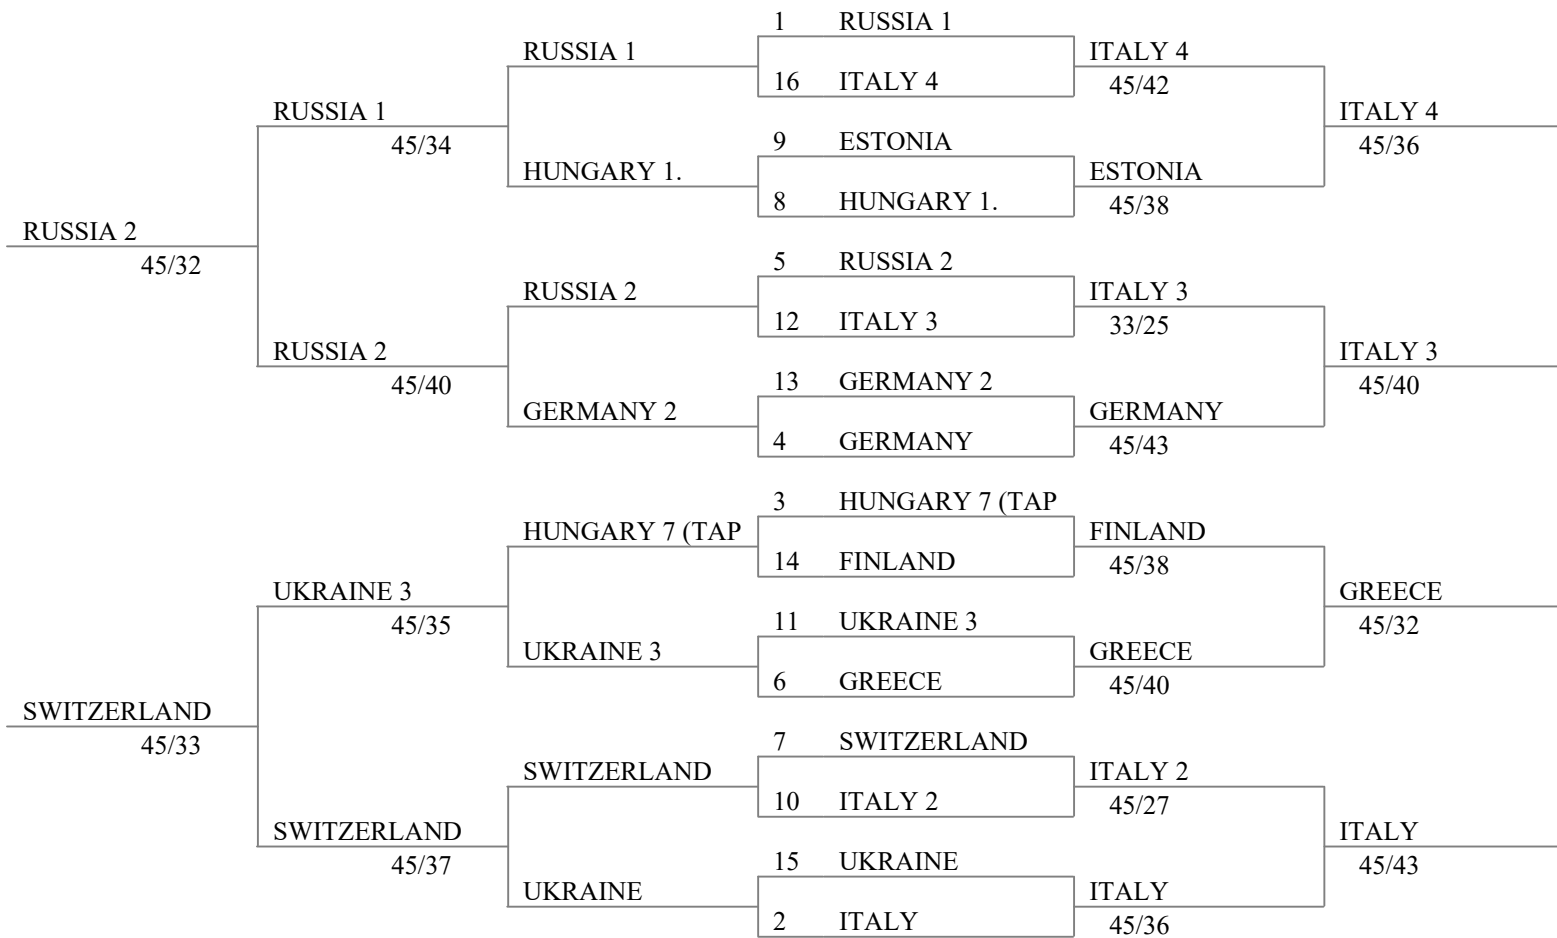 1 RUSSIA 1
RUSSIA 1 ITALY 4
16 ITALY 4 45/42
RUSSIA 1 ITALY 4
45/34 9 ESTONIA 45/36
HUNGARY 1. ESTONIA
8 HUNGARY 1. 45/38
RUSSIA 2
45/32 5 RUSSIA 2
RUSSIA 2 ITALY 3
12 ITALY 3 33/25
RUSSIA 2 ITALY 3
45/40 13 GERMANY 2 45/40
GERMANY 2 GERMANY
4 GERMANY 45/43
3 HUNGARY 7 (TAP
HUNGARY 7 (TAP FINLAND
14 FINLAND 45/38
UKRAINE 3 GREECE
45/35 11 UKRAINE 3 45/32
UKRAINE 3 GREECE
6 GREECE 45/40
SWITZERLAND
45/33 7 SWITZERLAND
SWITZERLAND ITALY 2
10 ITALY 2 45/27
SWITZERLAND ITALY
45/37 15 UKRAINE 45/43
UKRAINE ITALY
2 ITALY 45/36